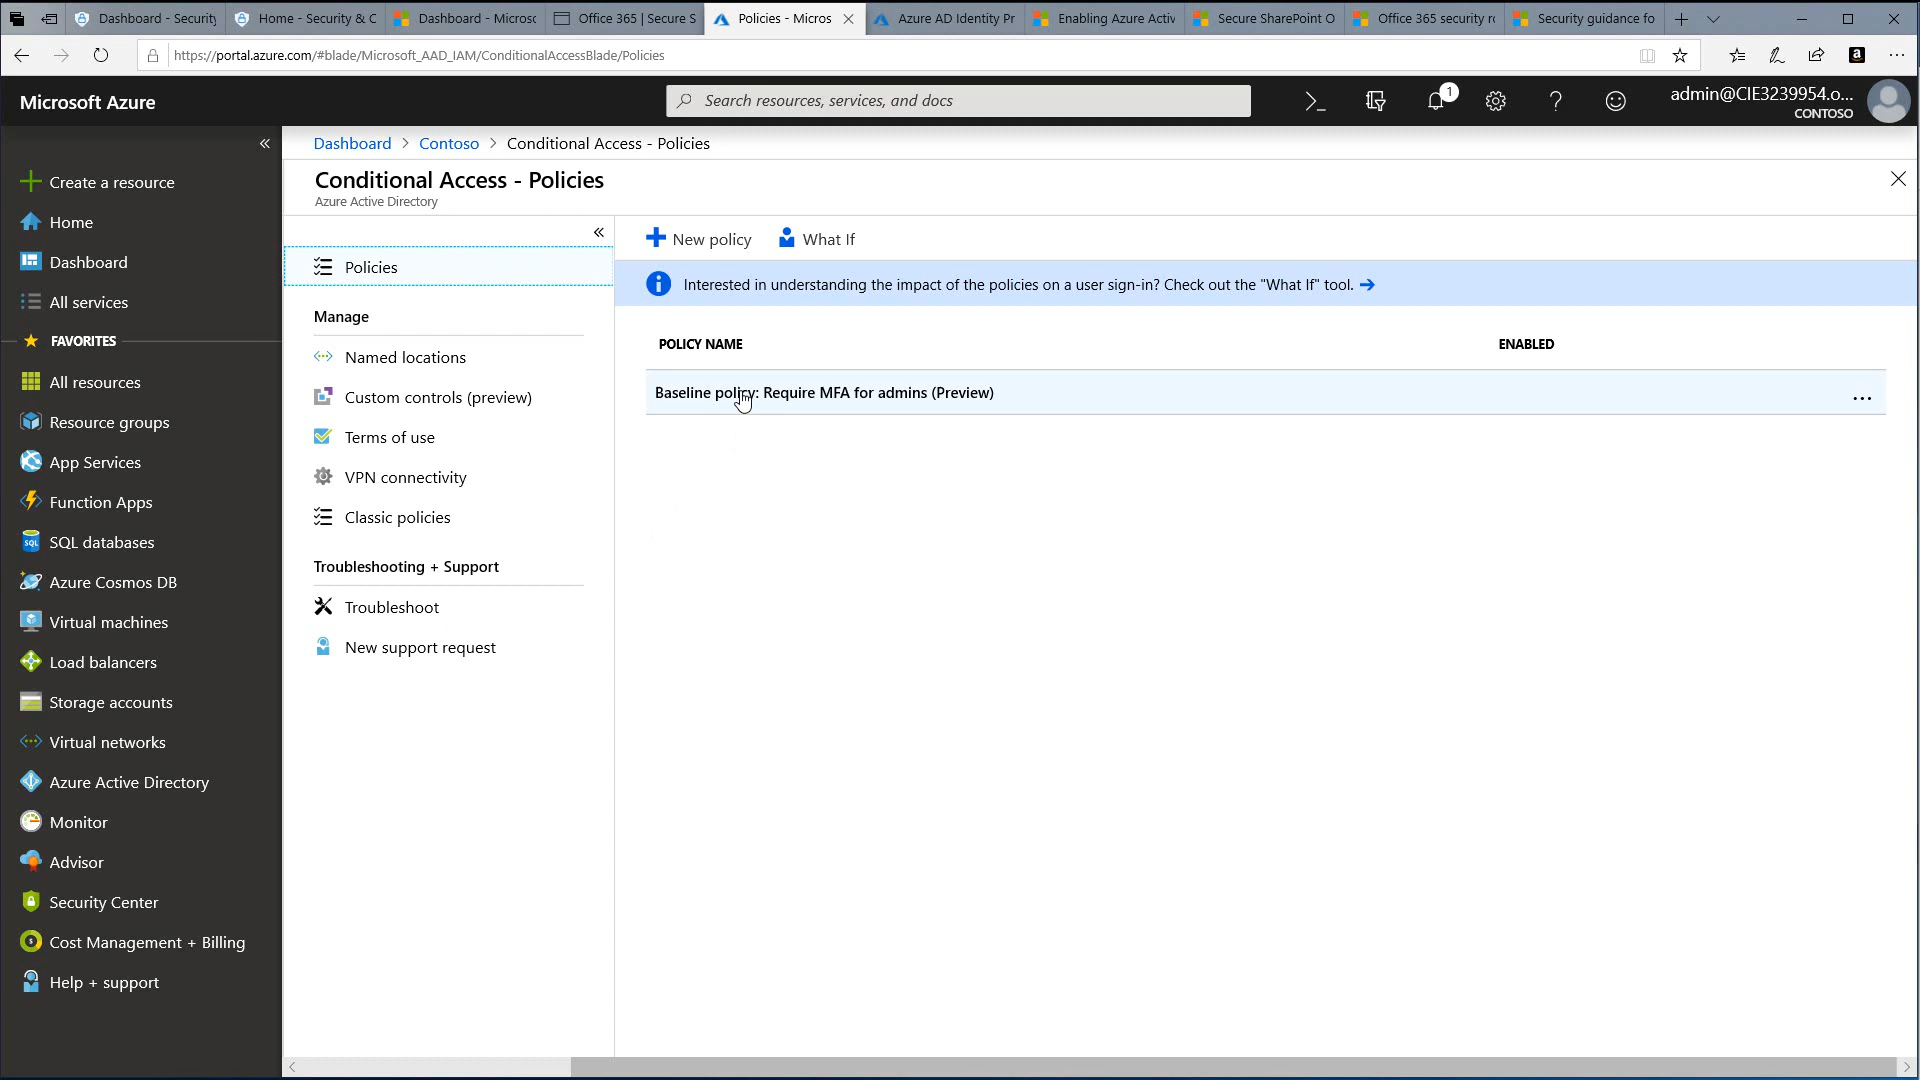 Dashboard - Security
Home - Security & C
Dashboard - Microsc
Office 365 | Secure S
Policies - Micros
Azure AD Identity Pr
Enabling Azure Activ
Secure SharePoint O
Office 365 security ro
Security guidance fo
https://portal.azure.com/#blade/Microsoft_AAD_IAM/ConditionalAccessBlade/Policies
Microsoft Azure
Search resources, services, and docs
1
admin@CIE3239954.o...
CONTOSO
Dashboard > Contoso > Conditional Access - Policies
Conditional Access - Policies
Azure Active Directory
Create a resource
Home
Dashboard
All services
FAVORITES
All resources
Resource groups
App Services
Function Apps
SQL databases
Azure Cosmos DB
Virtual machines
Load balancers
Storage accounts
Virtual networks
Azure Active Directory
Monitor
Advisor
Security Center
Cost Management + Billing
Help + support
Policies
Manage
Named locations
Custom controls (preview)
Terms of use
VPN connectivity
Classic policies
Troubleshooting + Support
Troubleshoot
New support request
New policy
What If
Interested in understanding the impact of the policies on a user sign-in? Check out the "What If" tool. →
POLICY NAME
ENABLED
Baseline policy: Require MFA for admins (Preview)
...